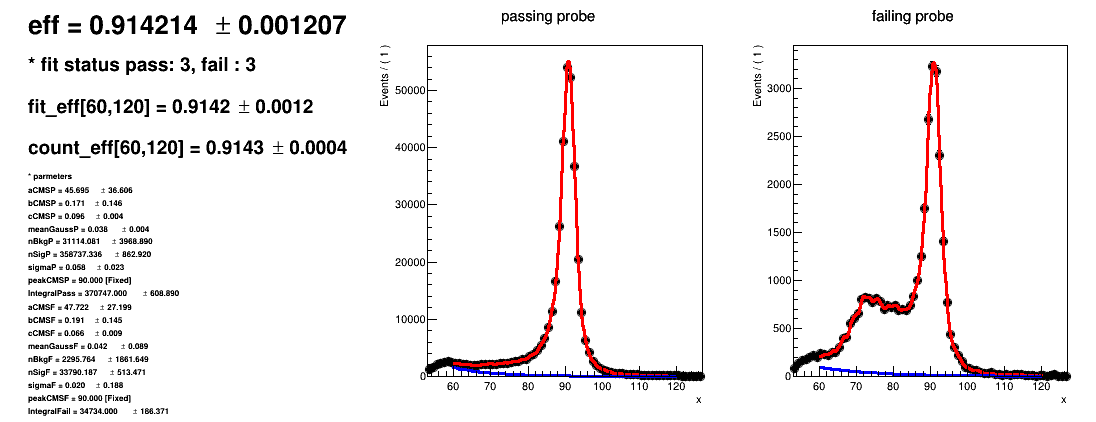 eff = 0.914214 ± 0.001207
* fit status pass: 3, fail : 3
fit_eff[60,120] = 0.9142 ± 0.0012
count_eff[60,120] = 0.9143 ± 0.0004
* parmeters
aCMSP = 45.695 ± 36.606
bCMSP = 0.171 ± 0.146
cCMSP = 0.096 ± 0.004
meanGaussP = 0.038 ± 0.004
nBkgP = 31114.081 ± 3968.890
nSigP = 358737.336 ± 862.920
sigmaP = 0.058 ± 0.023
peakCMSP = 90.000 [Fixed]
IntegralPass = 370747.000 ± 608.890
aCMSF = 47.722 ± 27.199
bCMSF = 0.191 ± 0.145
cCMSF = 0.066 ± 0.009
meanGaussF = 0.042 ± 0.089
nBkgF = 2295.764 ± 1861.649
nSigF = 33790.187 ± 513.471
sigmaF = 0.020 ± 0.188
peakCMSF = 90.000 [Fixed]
IntegralFail = 34734.000 ± 186.371
passing probe
Events / ( 1 )
50000
40000
30000
20000
10000
0
60 70 80 90 100 110 120
x
failing probe
Events / ( 1 )
3000
2500
2000
1500
1000
500
0
60 70 80 90 100 110 120
x